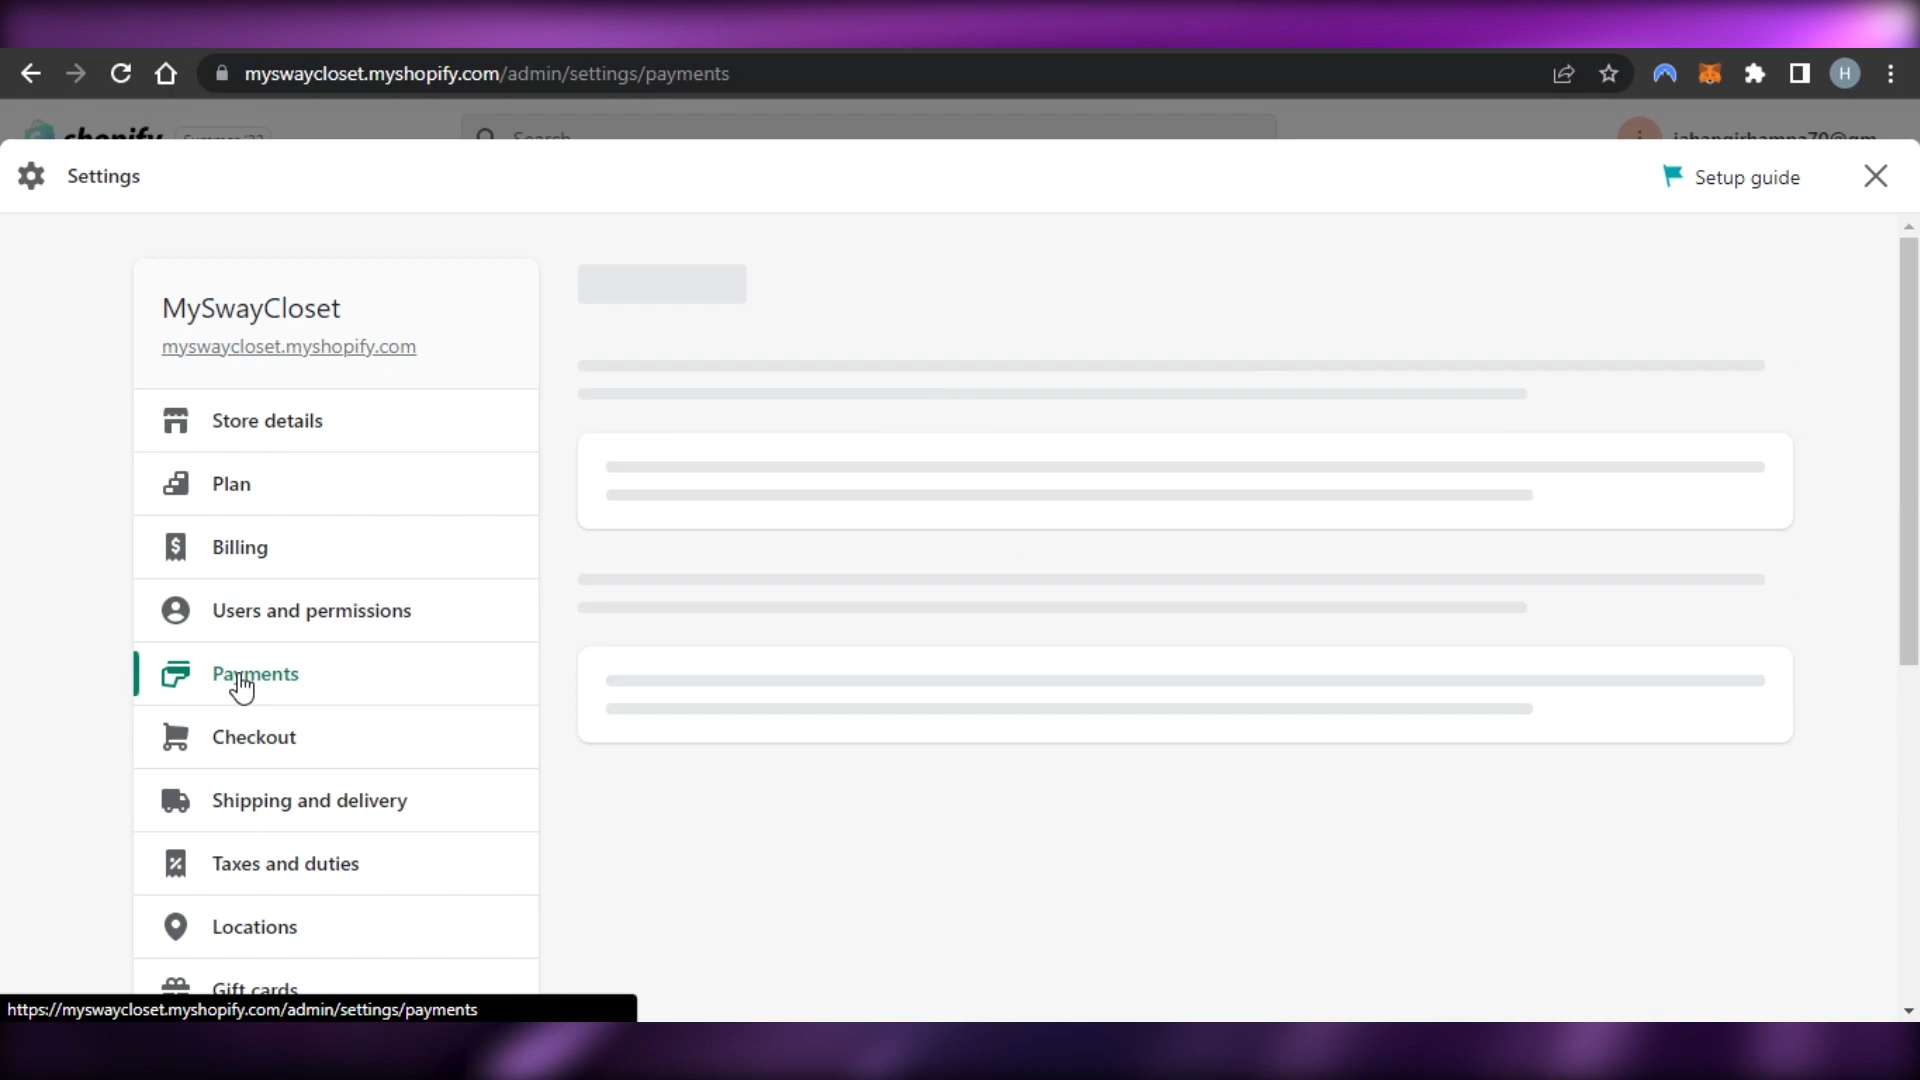 myswaycloset.myshopify.com/admin/settings/payments
H
shopify
Search
Settings
Setup guide
MySwayCloset
myswaycloset.myshopify.com
Store details
Plan
Billing
Users and permissions
Payments
Checkout
Shipping and delivery
Taxes and duties
Locations
Gift cards
https://myswaycloset.myshopify.com/admin/settings/payments